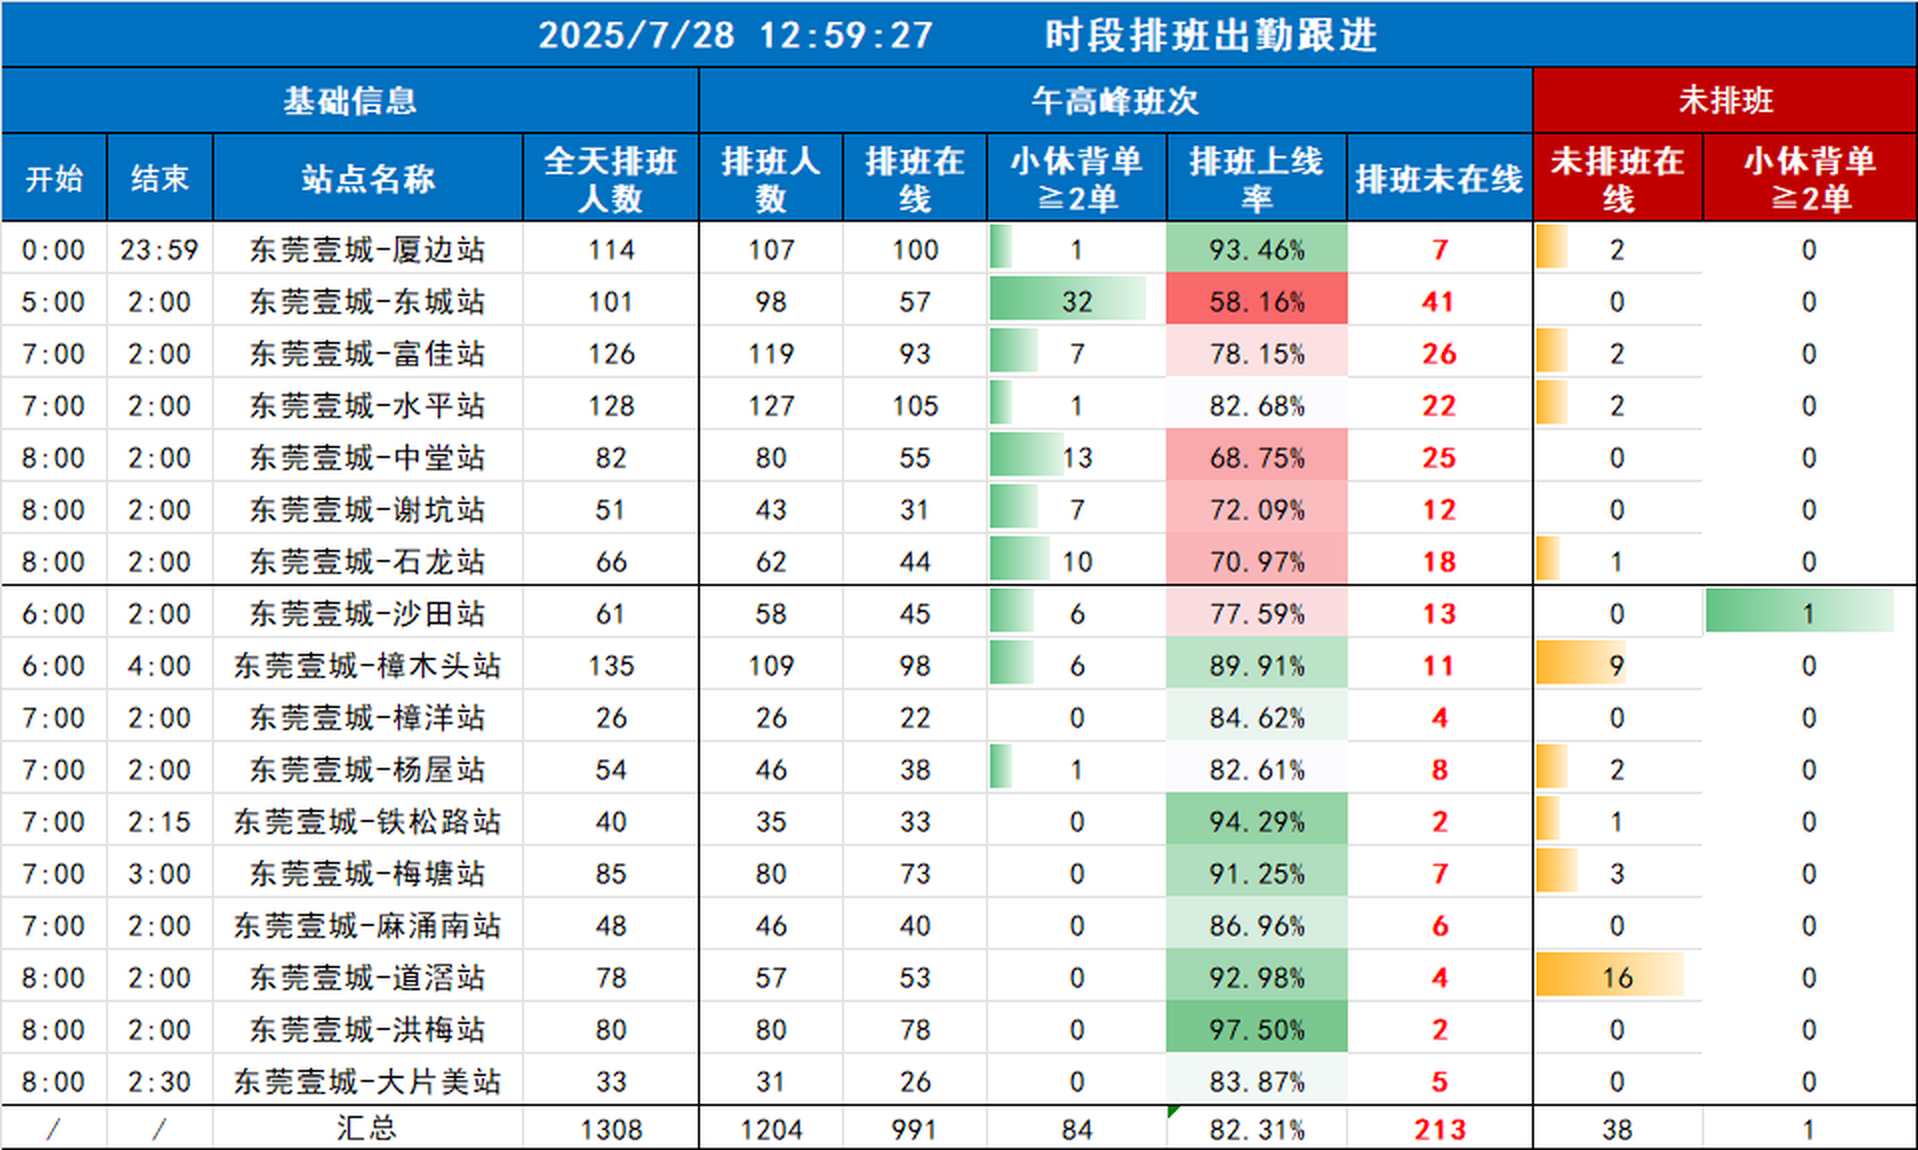 2025/7/28 12:59:27 时段排班出勤跟进
基础信息 午高峰班次 未排班
开始 结束 站点名称 全天排班人数 排班人数 排班在线 小休背单≧2单 排班上线率 排班未在线 未排班在线 小休背单≧2单
0:00 23:59 东莞壹城-厦边站 114 107 100 1 93.46% 7 2 0
5:00 2:00 东莞壹城-东城站 101 98 57 32 58.16% 41 0 0
7:00 2:00 东莞壹城-富佳站 126 119 93 7 78.15% 26 2 0
7:00 2:00 东莞壹城-水平站 128 127 105 1 82.68% 22 2 0
8:00 2:00 东莞壹城-中堂站 82 80 55 13 68.75% 25 0 0
8:00 2:00 东莞壹城-谢坑站 51 43 31 7 72.09% 12 0 0
8:00 2:00 东莞壹城-石龙站 66 62 44 10 70.97% 18 1 0
6:00 2:00 东莞壹城-沙田站 61 58 45 6 77.59% 13 0 1
6:00 4:00 东莞壹城-樟木头站 135 109 98 6 89.91% 11 9 0
7:00 2:00 东莞壹城-樟洋站 26 26 22 0 84.62% 4 0 0
7:00 2:00 东莞壹城-杨屋站 54 46 38 1 82.61% 8 2 0
7:00 2:15 东莞壹城-铁松路站 40 35 33 0 94.29% 2 1 0
7:00 3:00 东莞壹城-梅塘站 85 80 73 0 91.25% 7 3 0
7:00 2:00 东莞壹城-麻涌南站 48 46 40 0 86.96% 6 0 0
8:00 2:00 东莞壹城-道滘站 78 57 53 0 92.98% 4 16 0
8:00 2:00 东莞壹城-洪梅站 80 80 78 0 97.50% 2 0 0
8:00 2:30 东莞壹城-大片美站 33 31 26 0 83.87% 5 0 0
/ / 汇总 1308 1204 991 84 82.31% 213 38 1